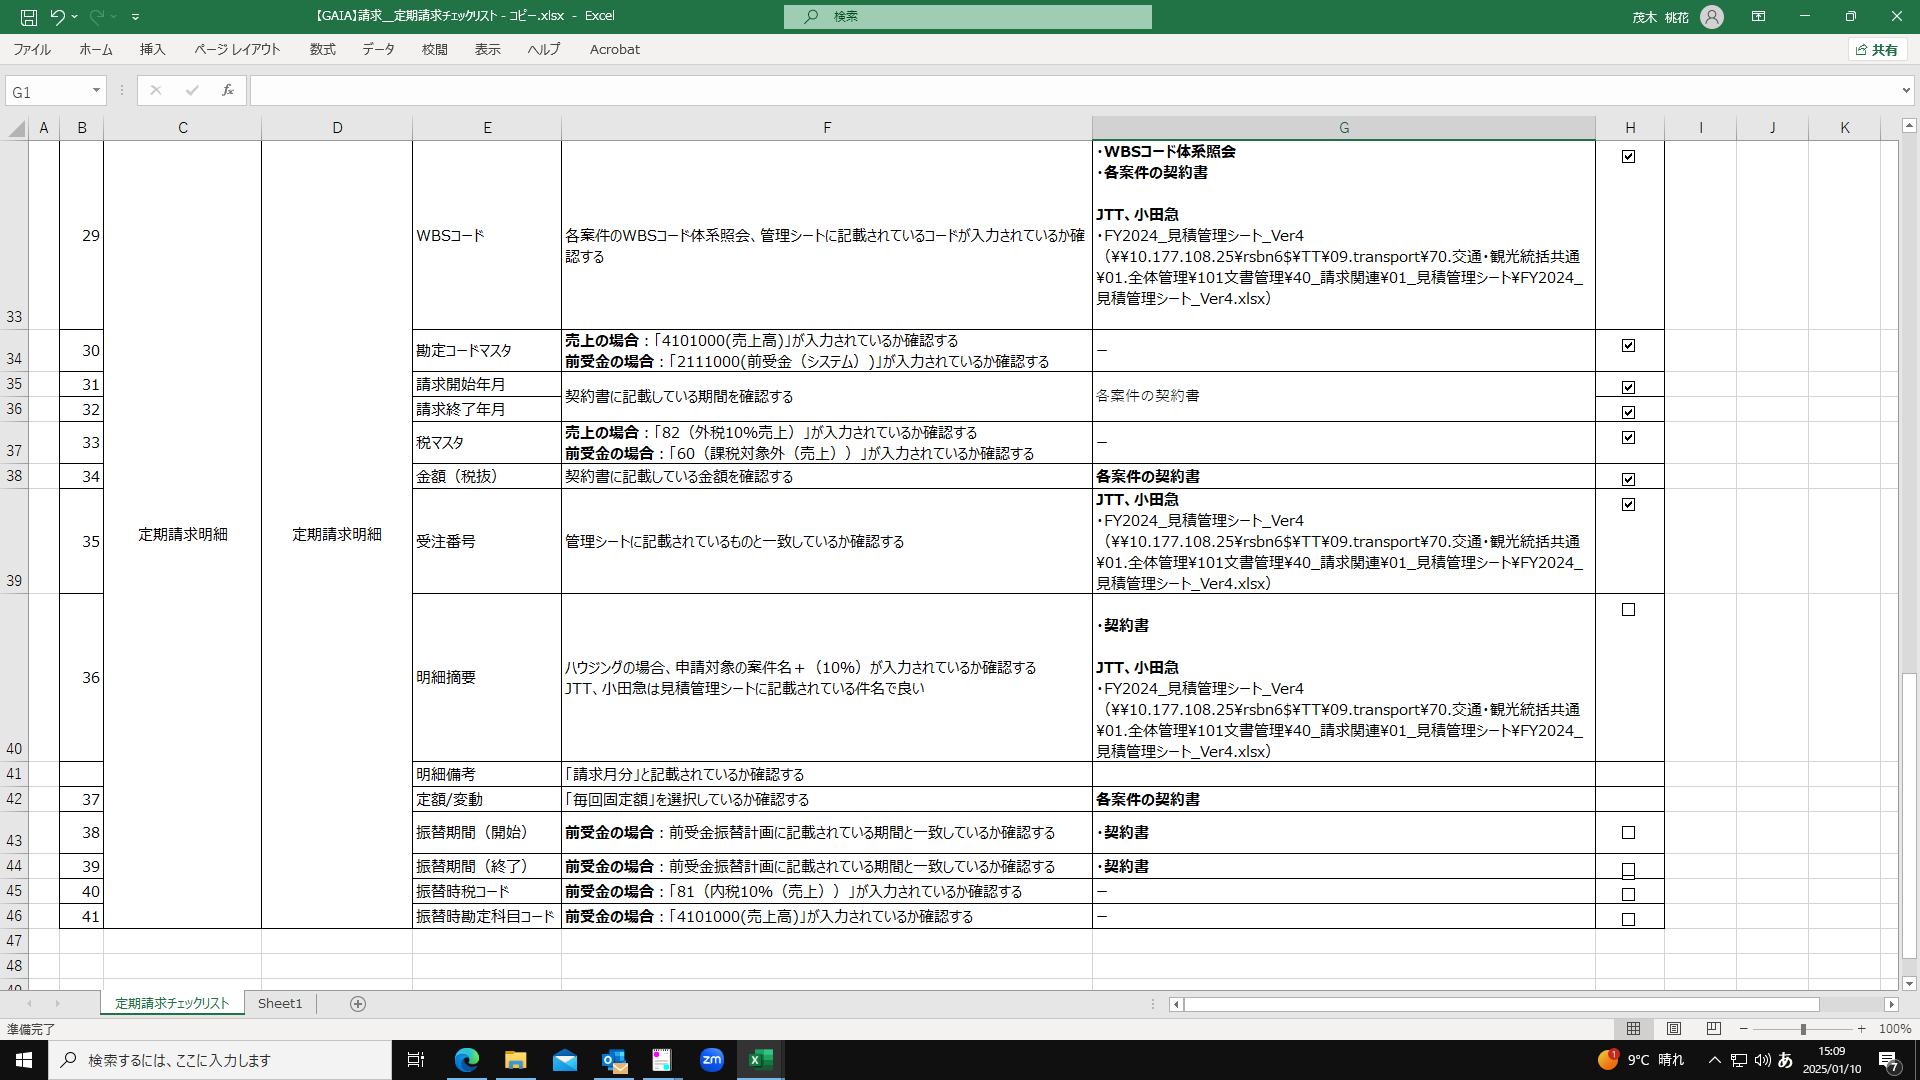 【GAIA】請求__定期請求チェックリスト - コピー.xlsx - Excel
検索
茂木 桃花
ファイル ホーム 挿入 ページ レイアウト 数式 データ 校閲 表示 ヘルプ Acrobat
共有
G1
fx
A B C D E F G H I J K
33
29
WBSコード
各案件のWBSコード体系照会、管理シートに記載されているコードが入力されているか確
認する
・WBSコード体系照会
・各案件の契約書
JTT、小田急
・FY2024_見積管理シート_Ver4
（¥¥10.177.108.25¥rsbn6$¥TT¥09.transport¥70.交通・観光統括共通
¥01.全体管理¥101文書管理¥40_請求関連¥01_見積管理シート¥FY2024_
見積管理シート_Ver4.xlsx）
34
30
勘定コードマスタ
売上の場合：「4101000(売上高)」が入力されているか確認する
前受金の場合：「2111000(前受金（システム）)」が入力されているか確認する
－
35
31
請求開始年月
契約書に記載している期間を確認する
各案件の契約書
36
32
請求終了年月
37
33
税マスタ
売上の場合：「82（外税10%売上）」が入力されているか確認する
前受金の場合：「60（課税対象外（売上））」が入力されているか確認する
－
38
34
金額（税抜）
契約書に記載している金額を確認する
各案件の契約書
39
35
定期請求明細
定期請求明細
受注番号
管理シートに記載されているものと一致しているか確認する
JTT、小田急
・FY2024_見積管理シート_Ver4
（¥¥10.177.108.25¥rsbn6$¥TT¥09.transport¥70.交通・観光統括共通
¥01.全体管理¥101文書管理¥40_請求関連¥01_見積管理シート¥FY2024_
見積管理シート_Ver4.xlsx）
40
36
明細摘要
ハウジングの場合、申請対象の案件名＋（10%）が入力されているか確認する
JTT、小田急は見積管理シートに記載されている件名で良い
・契約書
JTT、小田急
・FY2024_見積管理シート_Ver4
（¥¥10.177.108.25¥rsbn6$¥TT¥09.transport¥70.交通・観光統括共通
¥01.全体管理¥101文書管理¥40_請求関連¥01_見積管理シート¥FY2024_
見積管理シート_Ver4.xlsx）
41
明細備考
「請求月分」と記載されているか確認する
42
37
定額/変動
「毎回固定額」を選択しているか確認する
各案件の契約書
43
38
振替期間（開始）
前受金の場合：前受金振替計画に記載されている期間と一致しているか確認する
・契約書
44
39
振替期間（終了）
前受金の場合：前受金振替計画に記載されている期間と一致しているか確認する
・契約書
45
40
振替時税コード
前受金の場合：「81（内税10%（売上））」が入力されているか確認する
－
46
41
振替時勘定科目コード
前受金の場合：「4101000(売上高)」が入力されているか確認する
－
47
48
49
定期請求チェックリスト Sheet1
準備完了
100%
検索するには、ここに入力します
zm
1
9°C 晴れ
あ
15:09
2025/01/10
7